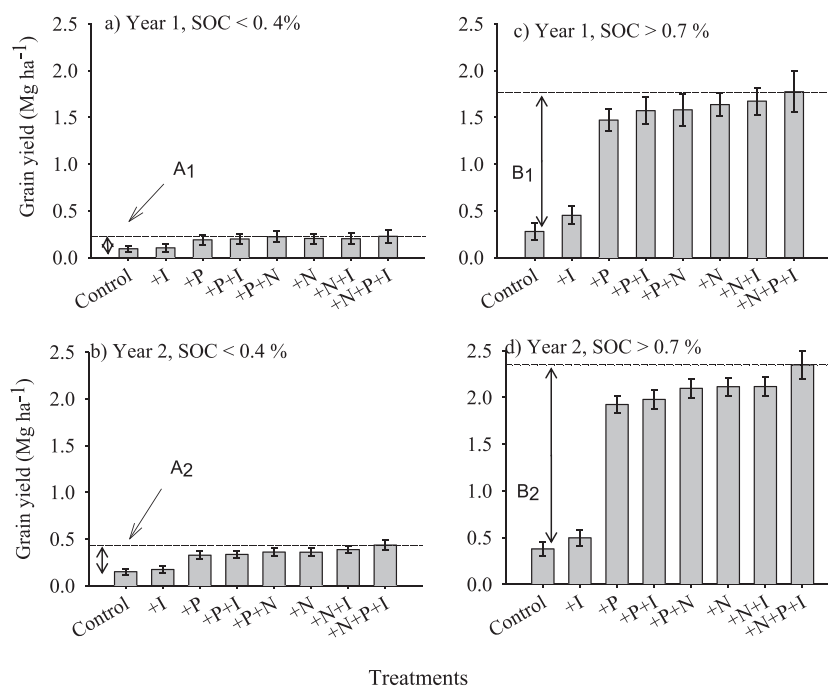 a) Year 1, SOC < 0. 4%
Grain yield (Mg ha⁻¹)
2.5
2.0
1.5
1.0
0.5
0.0
A1
Control
+I
+P
+P+I
+P+N
+N
+N+I
+N+P+I
c) Year 1, SOC > 0.7 %
2.5
2.0
1.5
1.0
0.5
0.0
B1
Control
+I
+P
+P+I
+P+N
+N
+N+I
+N+P+I
b) Year 2, SOC < 0.4 %
Grain yield (Mg ha⁻¹)
2.5
2.0
1.5
1.0
0.5
0.0
A2
Control
+I
+P
+P+I
+P+N
+N
+N+I
+N+P+I
d) Year 2, SOC > 0.7 %
2.5
2.0
1.5
1.0
0.5
0.0
B2
Control
+I
+P
+P+I
+P+N
+N
+N+I
+N+P+I
Treatments